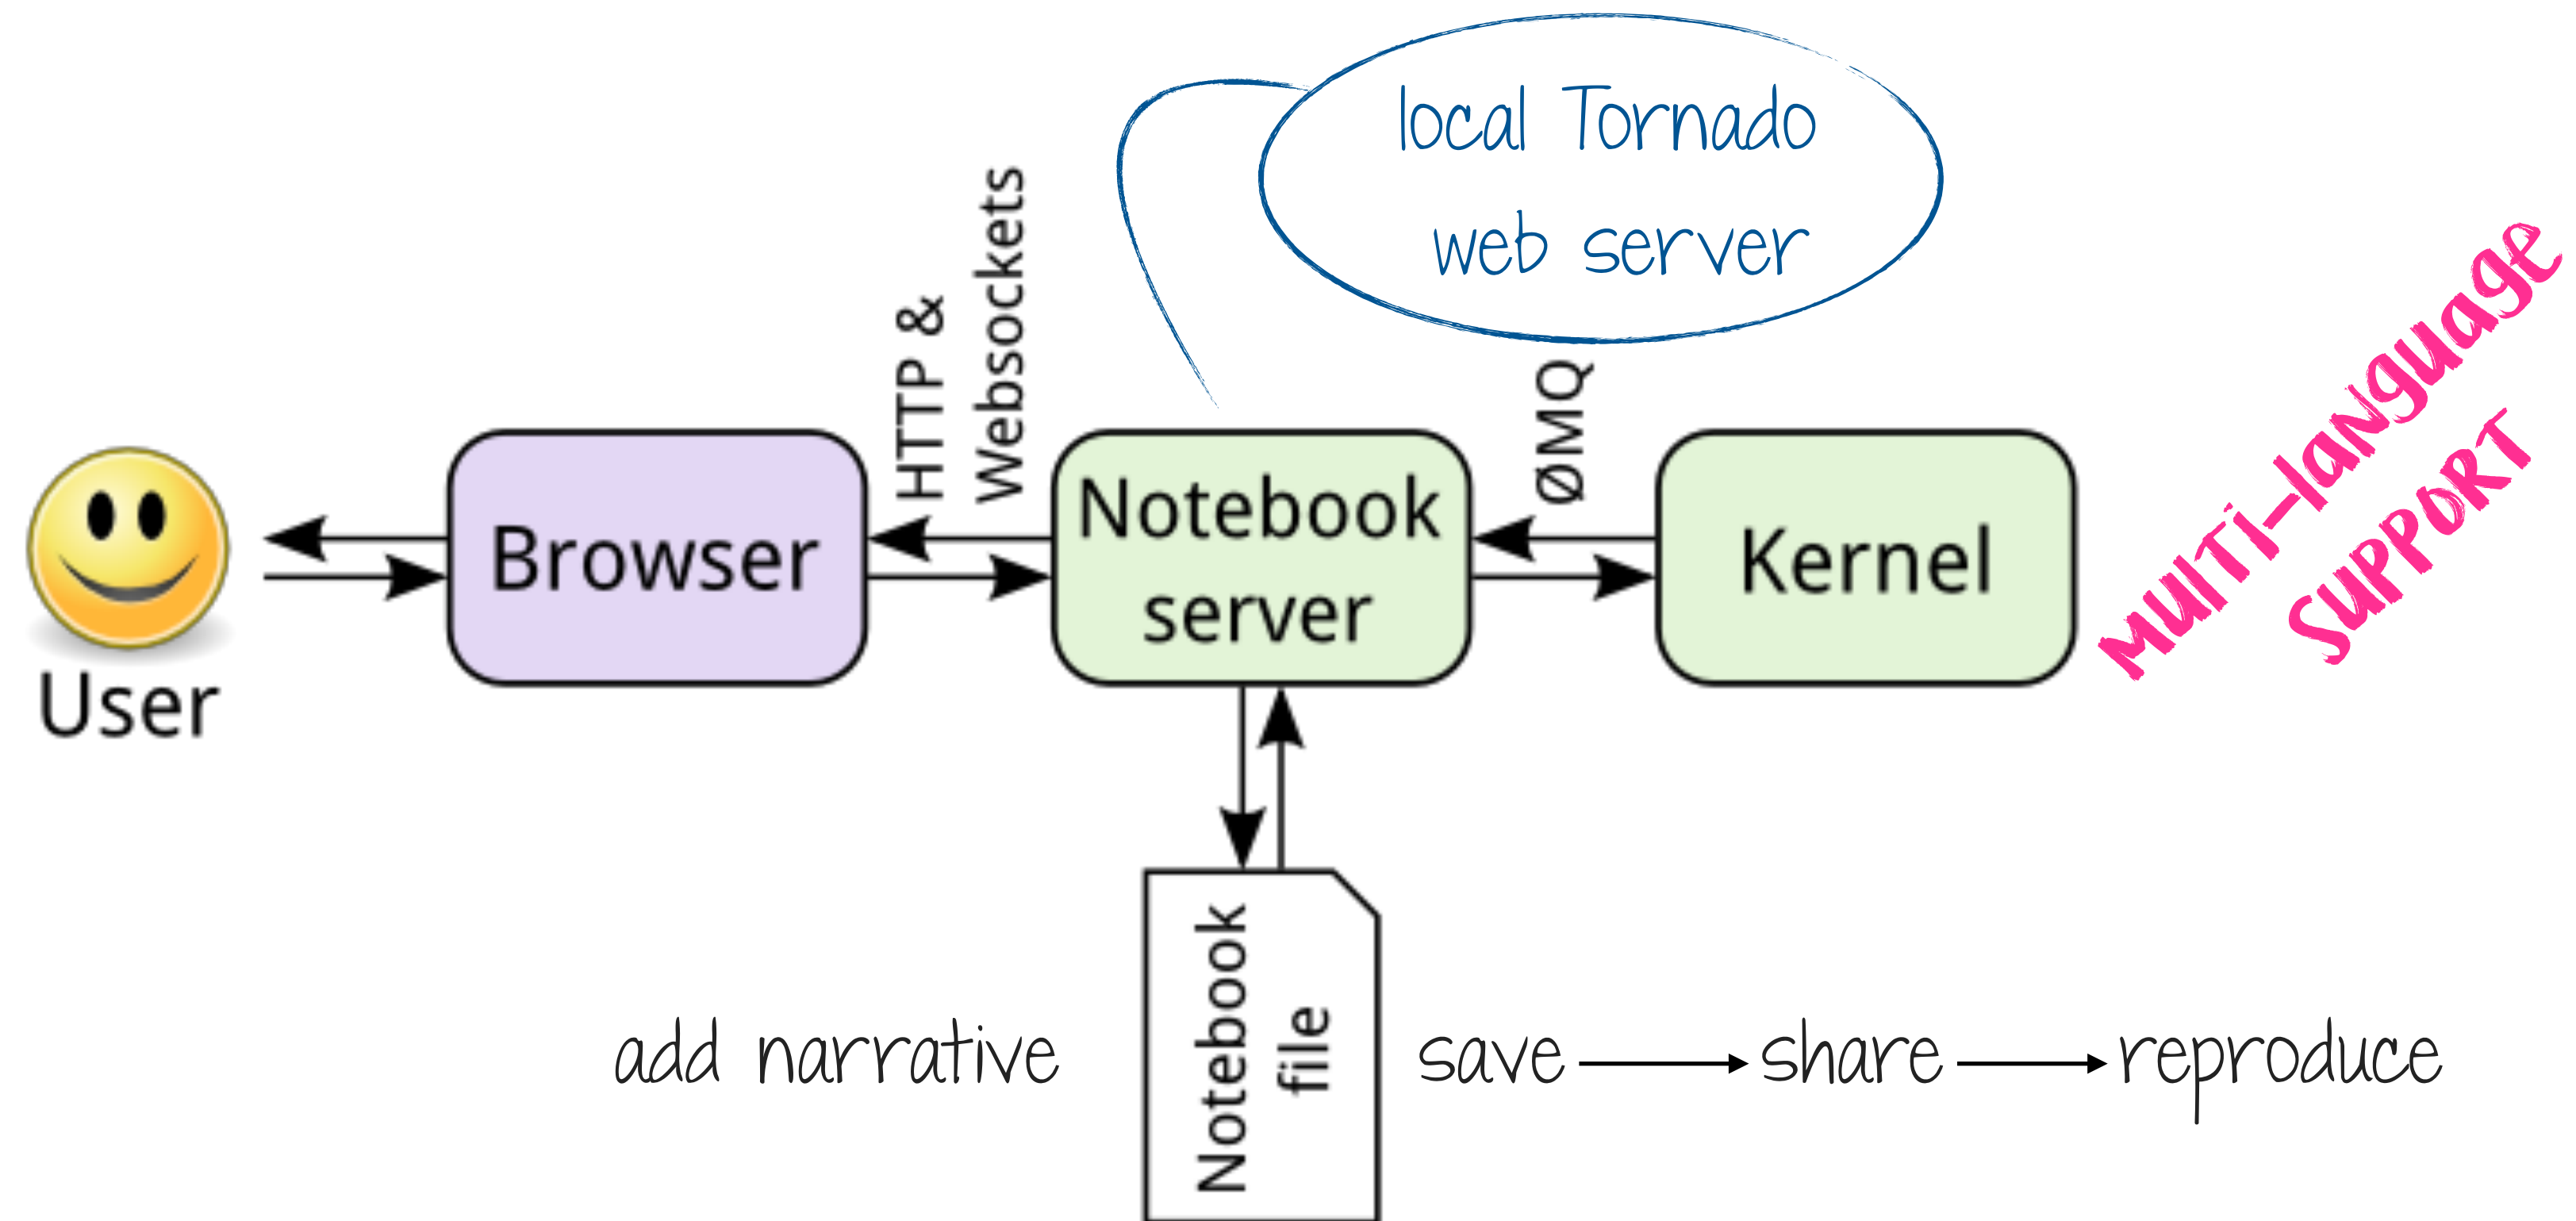 local Tornado
web server
HTTP &
Websockets
ØMQ
MULTI-LANGUAGE
SUPPORT
User
Browser
Notebook
server
Kernel
Notebook
file
add narrative
save
share
reproduce